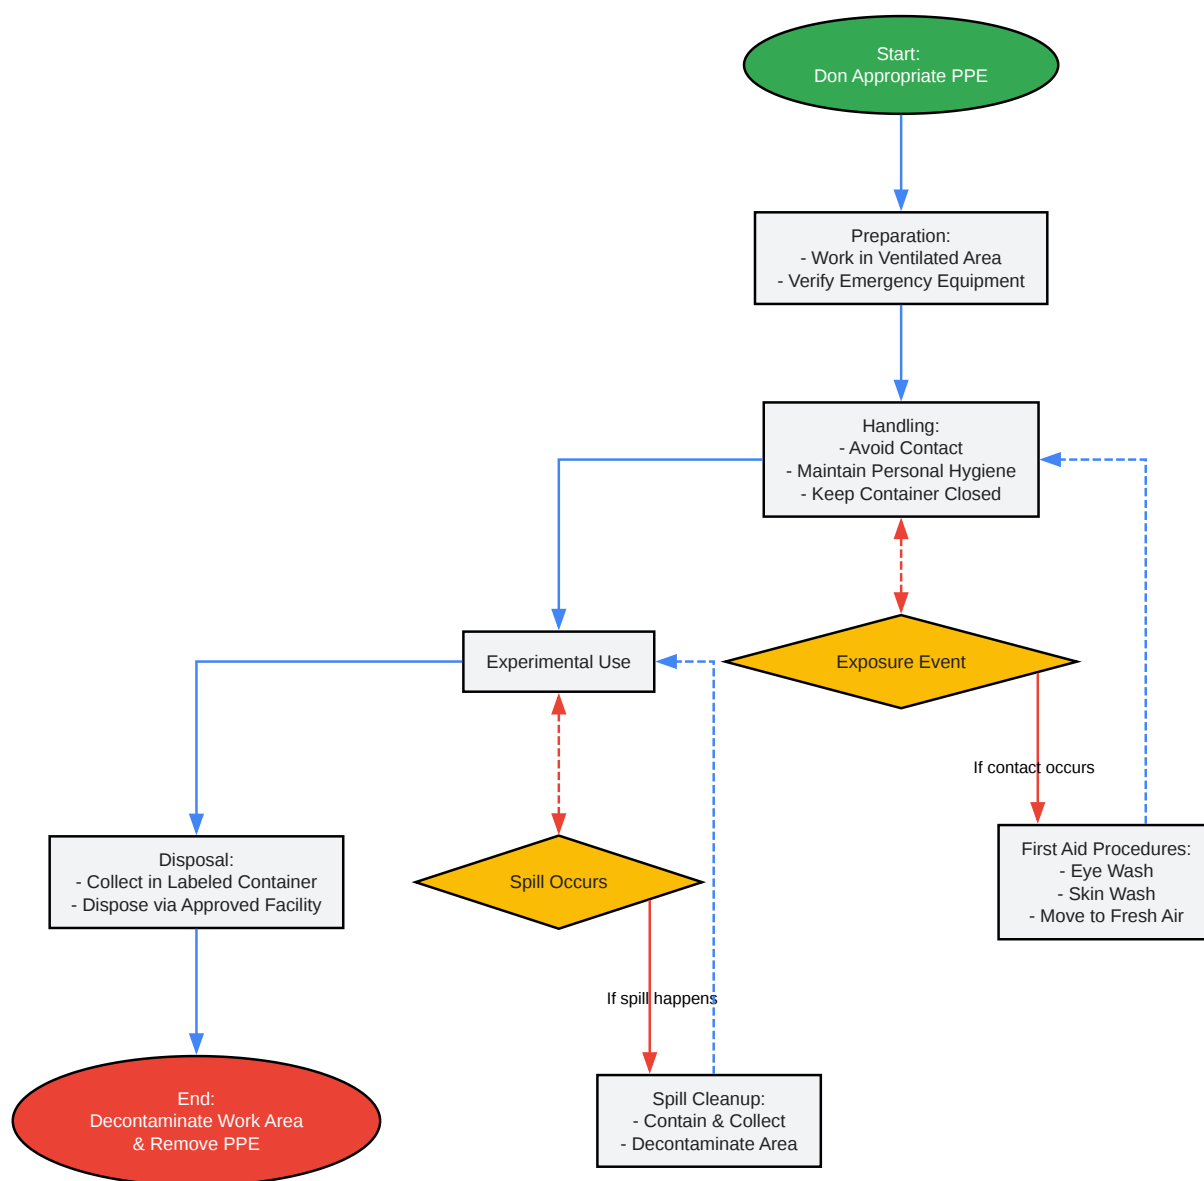 Start:
Don Appropriate PPE
Preparation:
- Work in Ventilated Area
- Verify Emergency Equipment
Handling:
- Avoid Contact
- Maintain Personal Hygiene
- Keep Container Closed
Experimental Use
Exposure Event
If contact occurs
Disposal:
- Collect in Labeled Container
- Dispose via Approved Facility
Spill Occurs
First Aid Procedures:
- Eye Wash
- Skin Wash
- Move to Fresh Air
If spill happens
End:
Decontaminate Work Area
& Remove PPE
Spill Cleanup:
- Contain & Collect
- Decontaminate Area